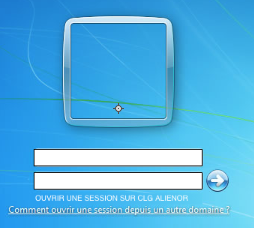 OUVRIR UNE SESSION SUR CLG ALIENOR
Comment ouvrir une session depuis un autre domaine ?